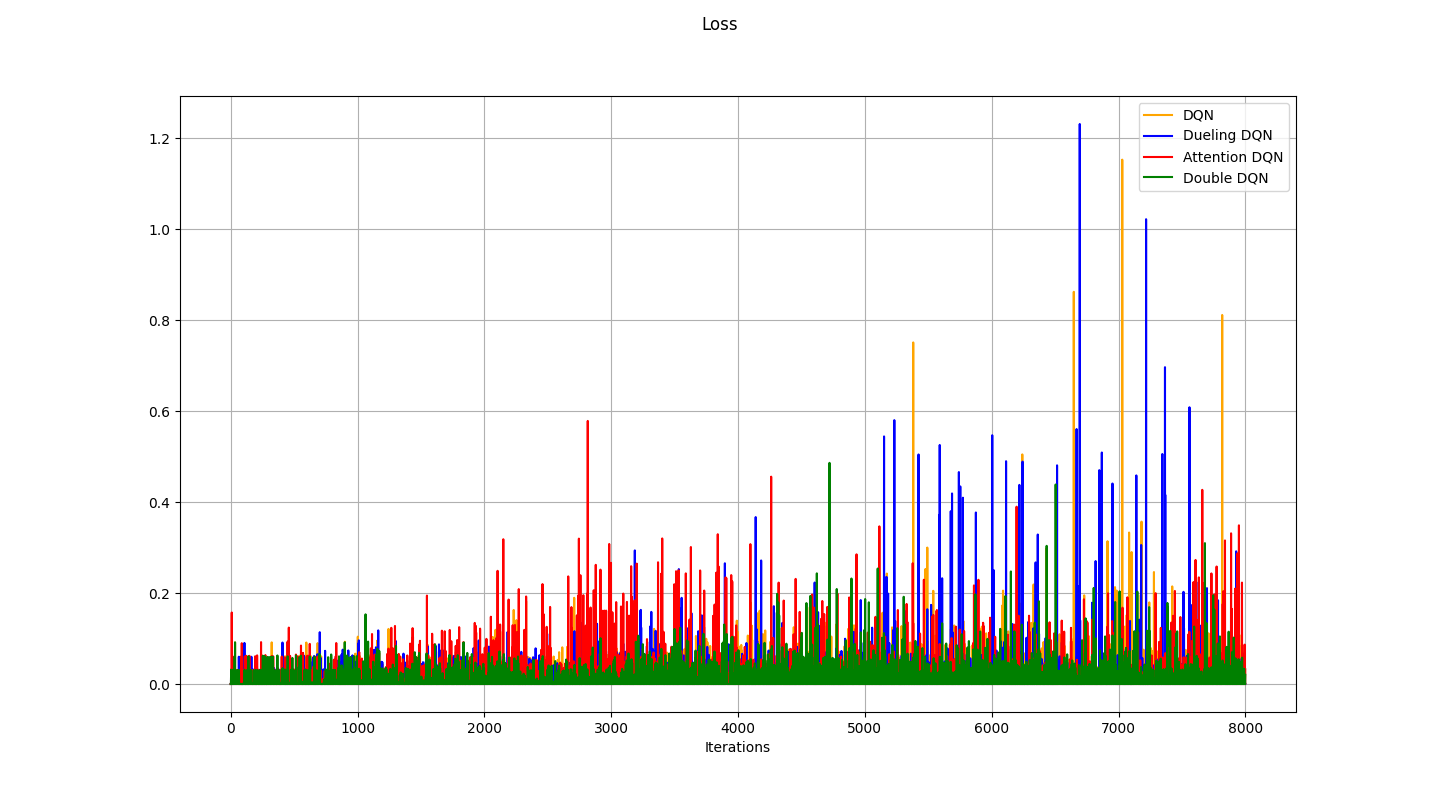 Loss
DQN
Dueling DQN
Attention DQN
Double DQN
1.2
1.0
0.8
0.6
0.4
0.2
0.0
0 1000 2000 3000 4000 5000 6000 7000 8000
Iterations